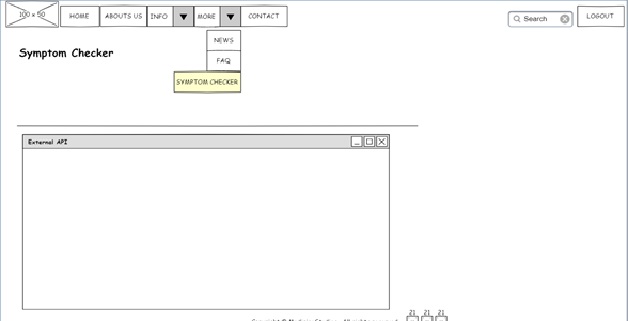 100 x 50
HOME
ABOUTS US
INFO
MORE
CONTACT
Search
LOGOUT
NEWS
FAQ
SYMPTOM CHECKER
Symptom Checker
External API
21 21 21